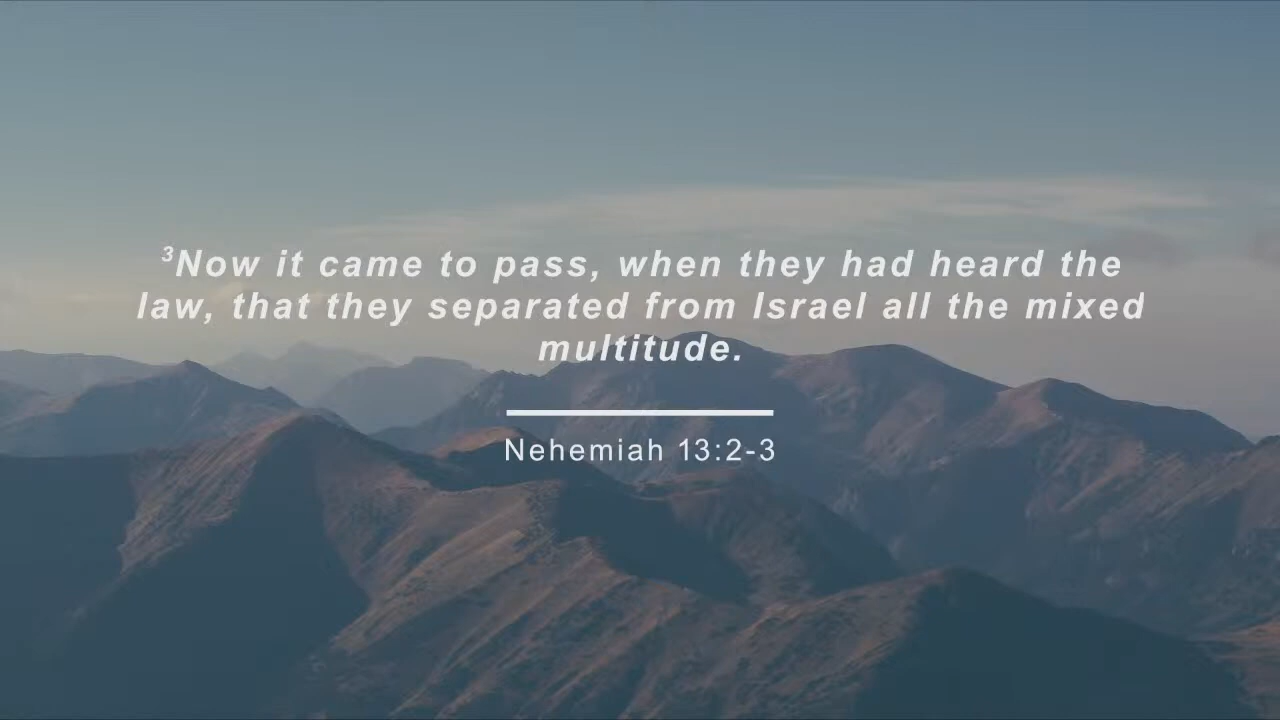 ³Now it came to pass, when they had heard the
law, that they separated from Israel all the mixed
multitude.
Nehemiah 13:2-3